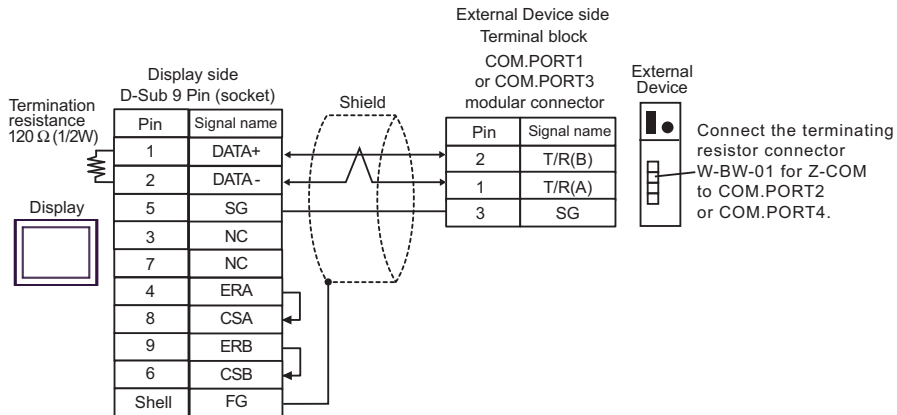 External Device side
Terminal block
COM.PORT1
or COM.PORT3
modular connector
Display side
D-Sub 9 Pin (socket)
Termination
resistance
120 Ω (1/2W)
Shield
External
Device
Pin Signal name
1 DATA+
2 DATA-
5 SG
3 NC
7 NC
4 ERA
8 CSA
9 ERB
6 CSB
Shell FG
Pin Signal name
2 T/R(B)
1 T/R(A)
3 SG
Display
Connect the terminating
resistor connector
W-BW-01 for Z-COM
to COM.PORT2
or COM.PORT4.